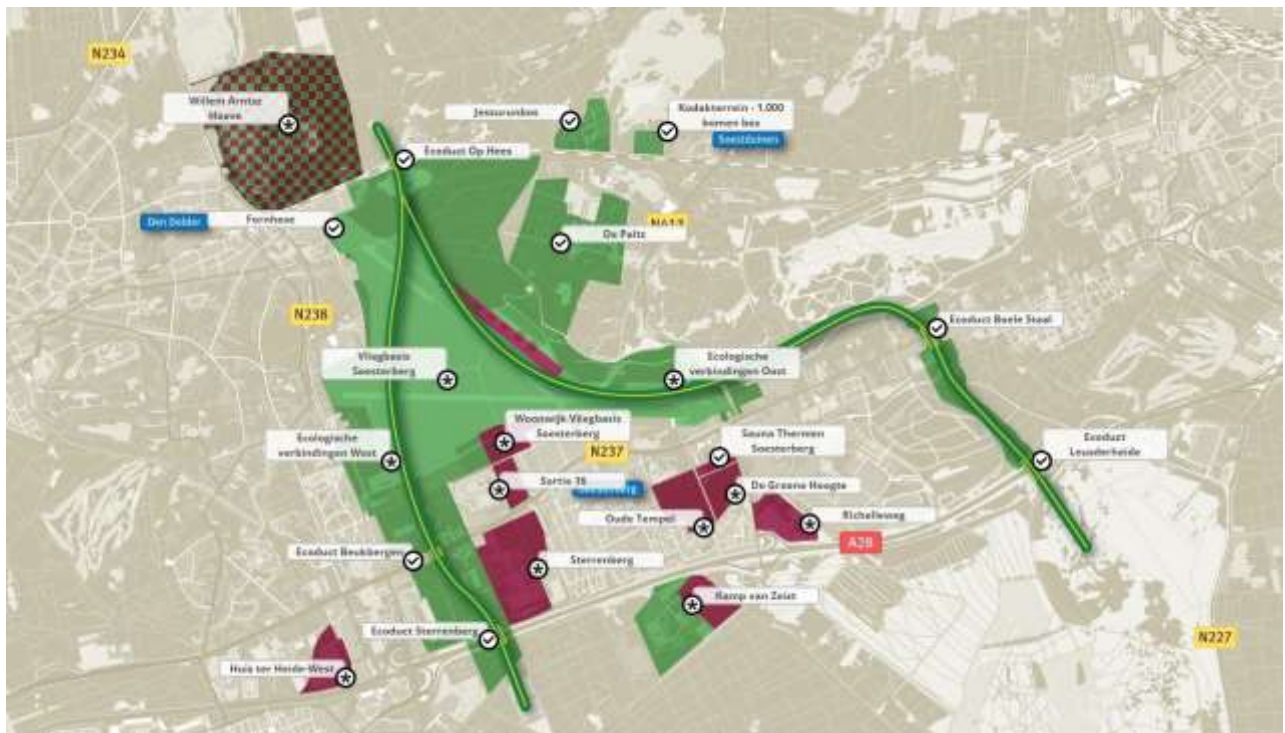 N234
Willem Arntsz
Hoeve
Jessurunbos
Kodakterrein - 1.000
bomen bos
Soestduinen
Ecoduct Op Hees
Den Dolder
Fornhese
De Paltz
N238
Ecoduct Boele Staal
Vliegbasis
Soesterberg
Ecologische
verbindingen Oost
Woonwijk Vliegbasis
Soesterberg
Sauna Thermen
Soesterberg
Ecoduct
Leusderheide
Ecologische
verbindingen West
N237
Sortie 16
De Groene Hoogte
Oude Tempel
Richelleweg
A28
Ecoduct Beukbergen
Sterrenberg
Kamp van Zeist
Ecoduct Sterrenberg
N227
Huis ter Heide-West